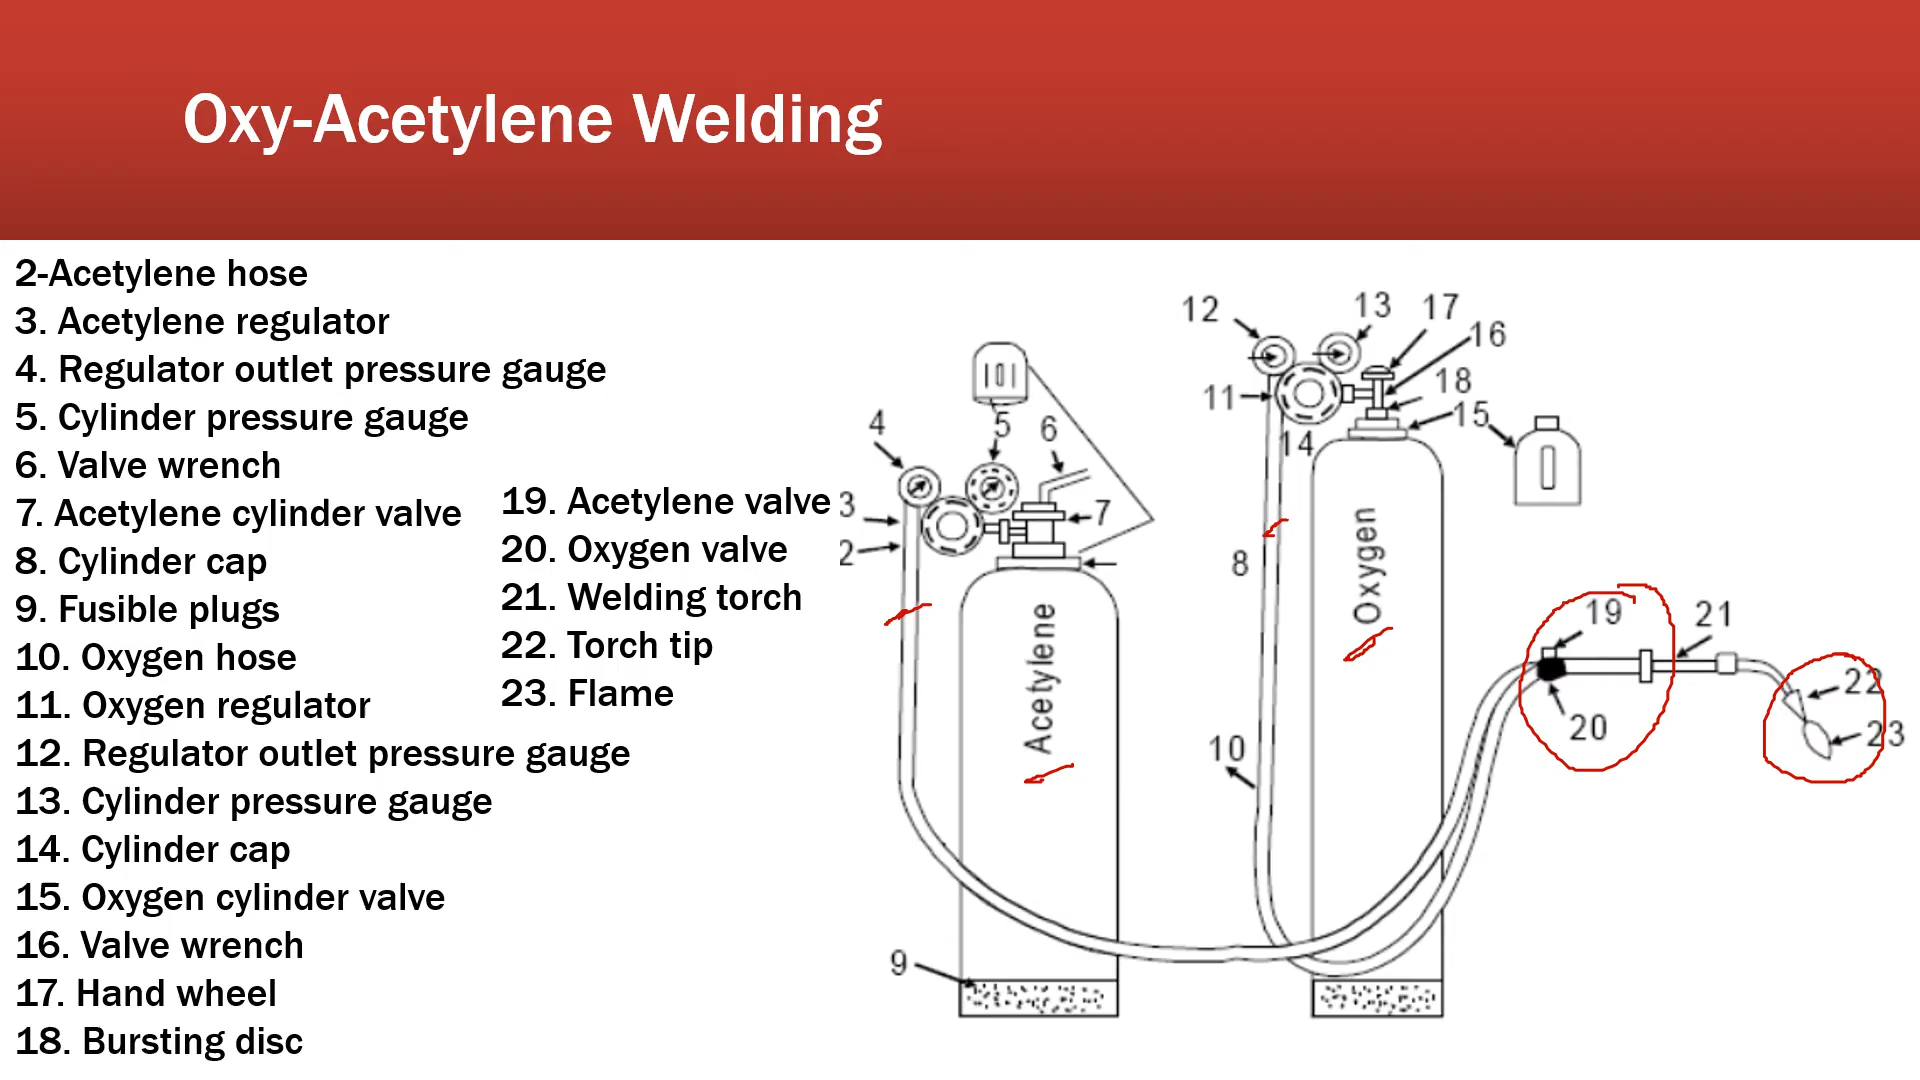 Oxy-Acetylene Welding
2-Acetylene hose
3. Acetylene regulator
4. Regulator outlet pressure gauge
5. Cylinder pressure gauge
6. Valve wrench
7. Acetylene cylinder valve
8. Cylinder cap
9. Fusible plugs
10. Oxygen hose
11. Oxygen regulator
12. Regulator outlet pressure gauge
13. Cylinder pressure gauge
14. Cylinder cap
15. Oxygen cylinder valve
16. Valve wrench
17. Hand wheel
18. Bursting disc
19. Acetylene valve
20. Oxygen valve
21. Welding torch
22. Torch tip
23. Flame
12
13
17
16
11
18
15
14
4
5
6
3
7
2
8
Acetylene
Oxygen
10
9
19
21
20
22
23